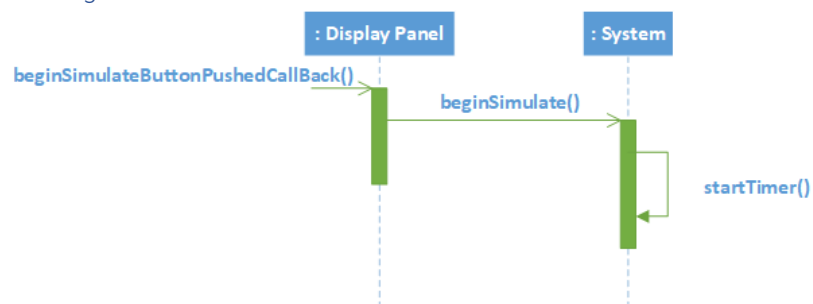 : Display Panel
: System
beginSimulateButtonPushedCallBack()
beginSimulate()
startTimer()